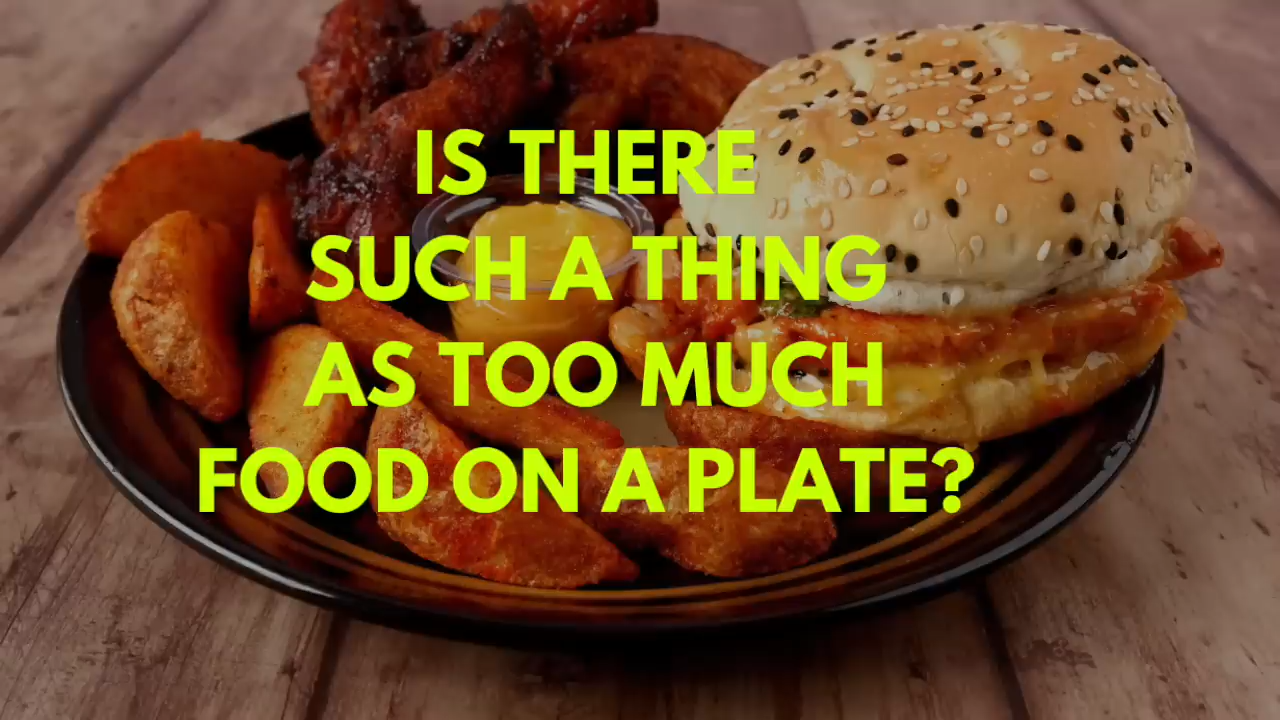 IS THERE
SUCH A THING
AS TOO MUCH
FOOD ON A PLATE?